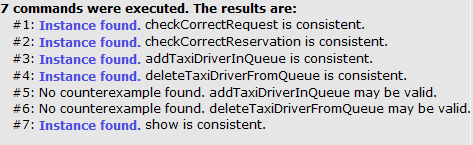 7 commands were executed. The results are:
#1: Instance found. checkCorrectRequest is consistent.
#2: Instance found. checkCorrectReservation is consistent.
#3: Instance found. addTaxiDriverInQueue is consistent.
#4: Instance found. deleteTaxiDriverFromQueue is consistent.
#5: No counterexample found. addTaxiDriverInQueue may be valid.
#6: No counterexample found. deleteTaxiDriverFromQueue may be valid.
#7: Instance found. show is consistent.